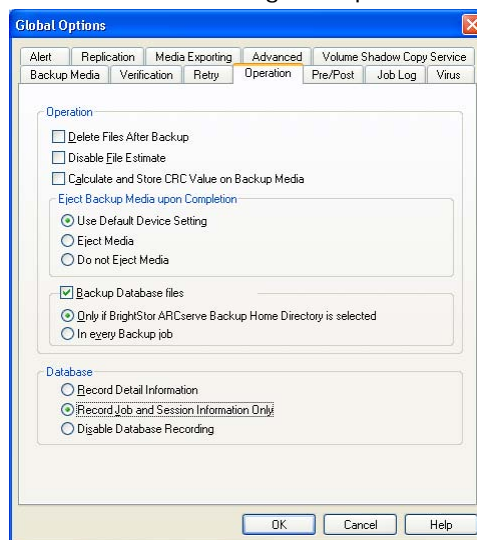 Global Options
Alert Replication Media Exporting Advanced Volume Shadow Copy Service
Backup Media Verification Retry Operation Pre/Post Job Log Virus
Operation
Delete Files After Backup
Disable File Estimate
Calculate and Store CRC Value on Backup Media
Eject Backup Media upon Completion
Use Default Device Setting
Eject Media
Do not Eject Media
Backup Database files
Only if BrightStor ARCserve Backup Home Directory is selected
In every Backup job
Database
Record Detail Information
Record Job and Session Information Only
Disable Database Recording
OK Cancel Help